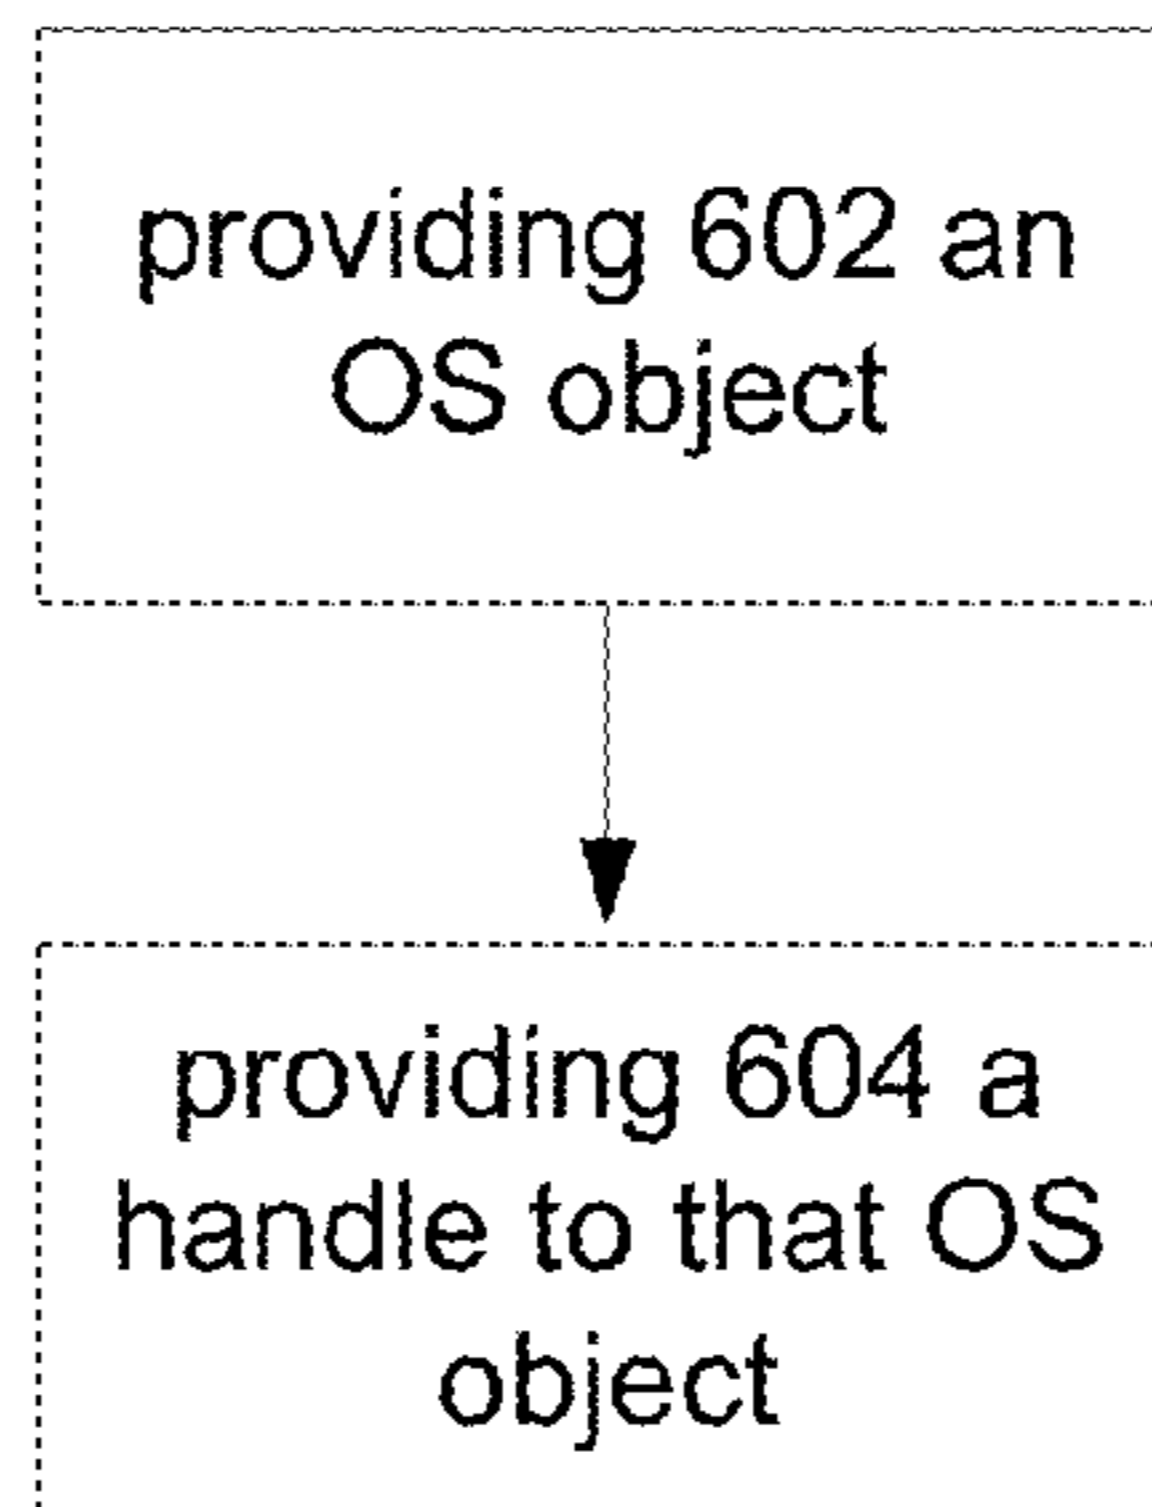 providing 602 an
OS object
providing 604 a
handle to that OS
object